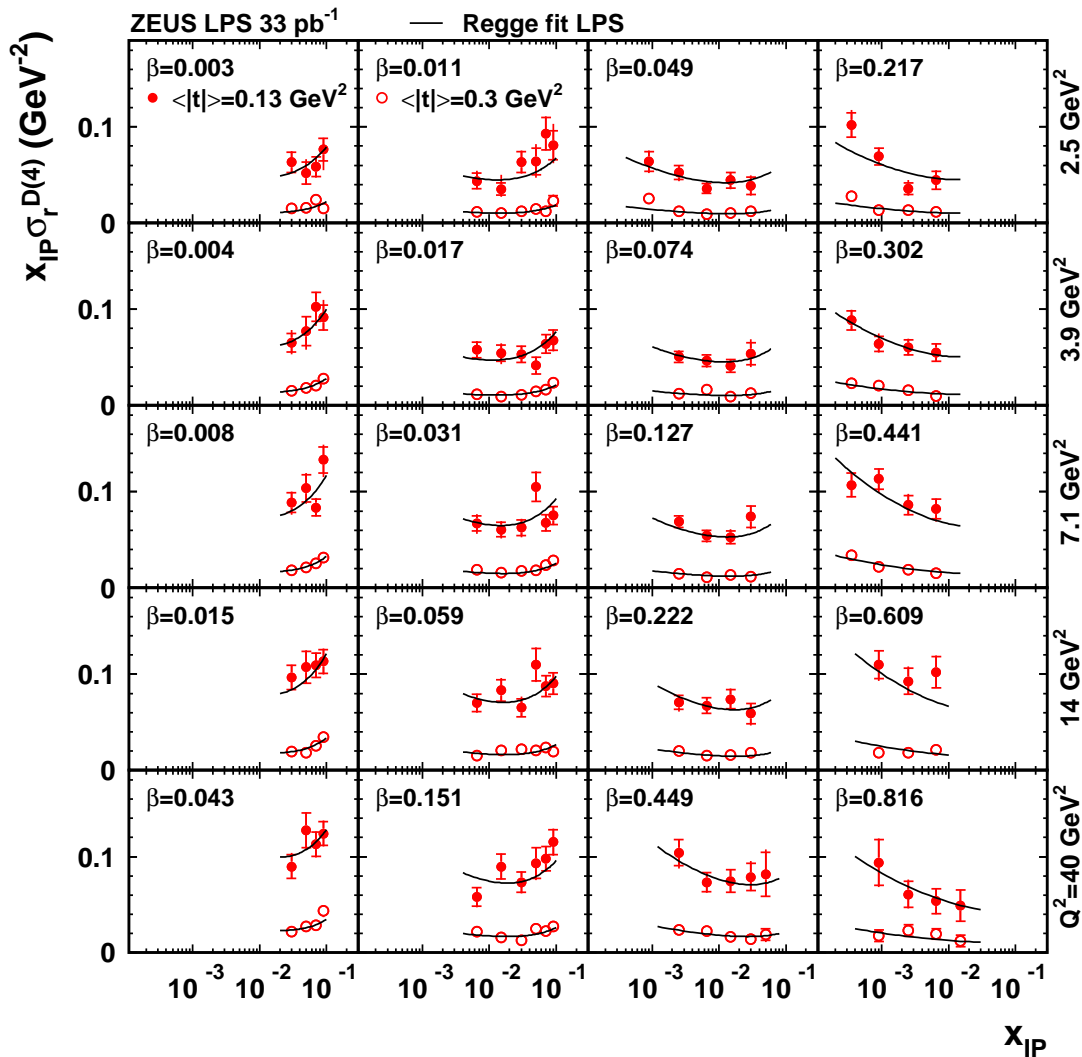 ZEUS LPS 33 pb⁻¹ — Regge fit LPS
x_IP σ_r^D(4) (GeV⁻²)
β=0.003 β=0.011 β=0.049 β=0.217
<|t|>=0.13 GeV² <|t|>=0.3 GeV²
0.1
0
2.5 GeV²
β=0.004 β=0.017 β=0.074 β=0.302
0.1
0
3.9 GeV²
β=0.008 β=0.031 β=0.127 β=0.441
0.1
0
7.1 GeV²
β=0.015 β=0.059 β=0.222 β=0.609
0.1
0
14 GeV²
β=0.043 β=0.151 β=0.449 β=0.816
0.1
0
Q²=40 GeV²
10⁻³ 10⁻² 10⁻¹ 10⁻³ 10⁻² 10⁻¹ 10⁻³ 10⁻² 10⁻¹ 10⁻³ 10⁻² 10⁻¹
x_IP